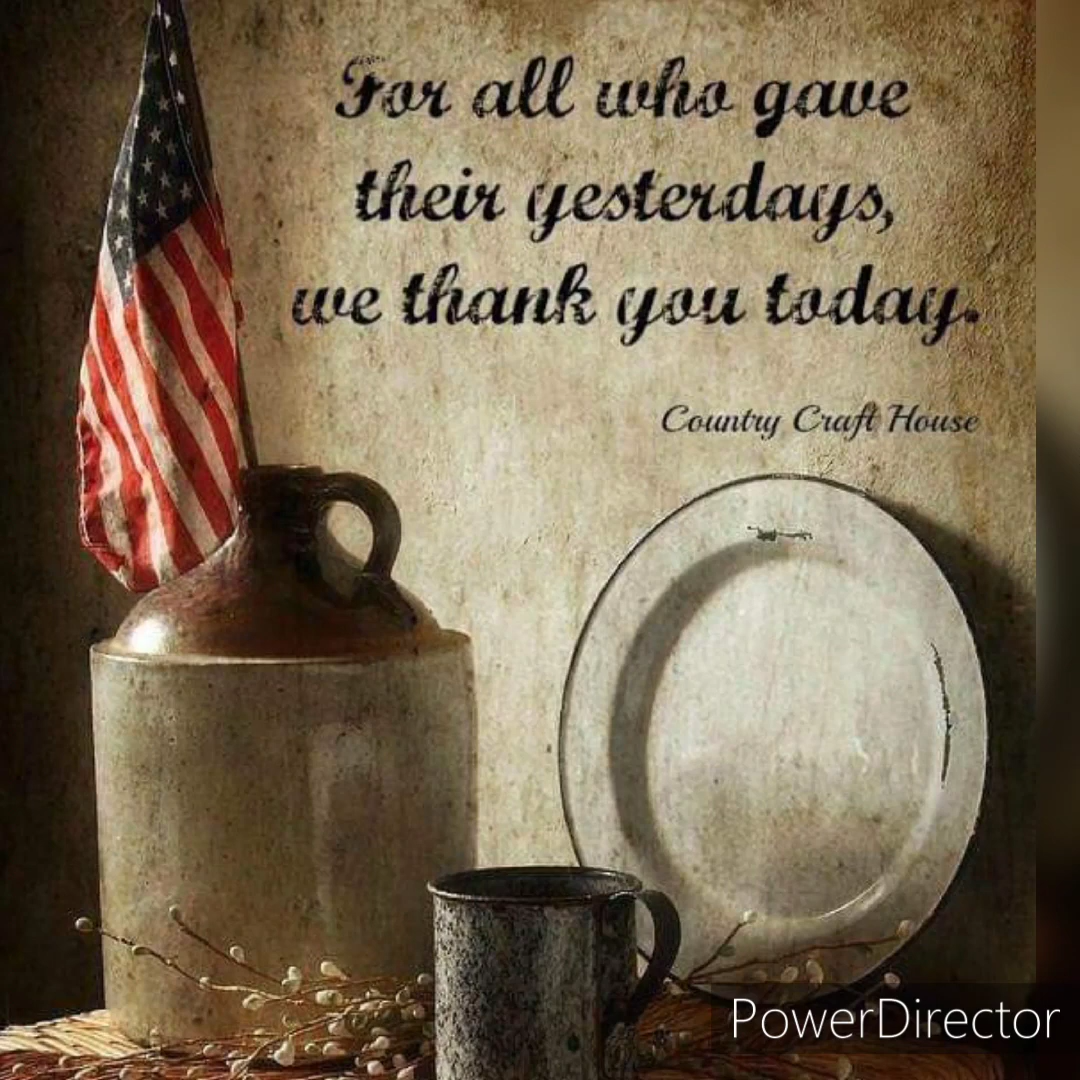 For all who gave
their yesterdays,
we thank you today.
Country Craft House
PowerDirector